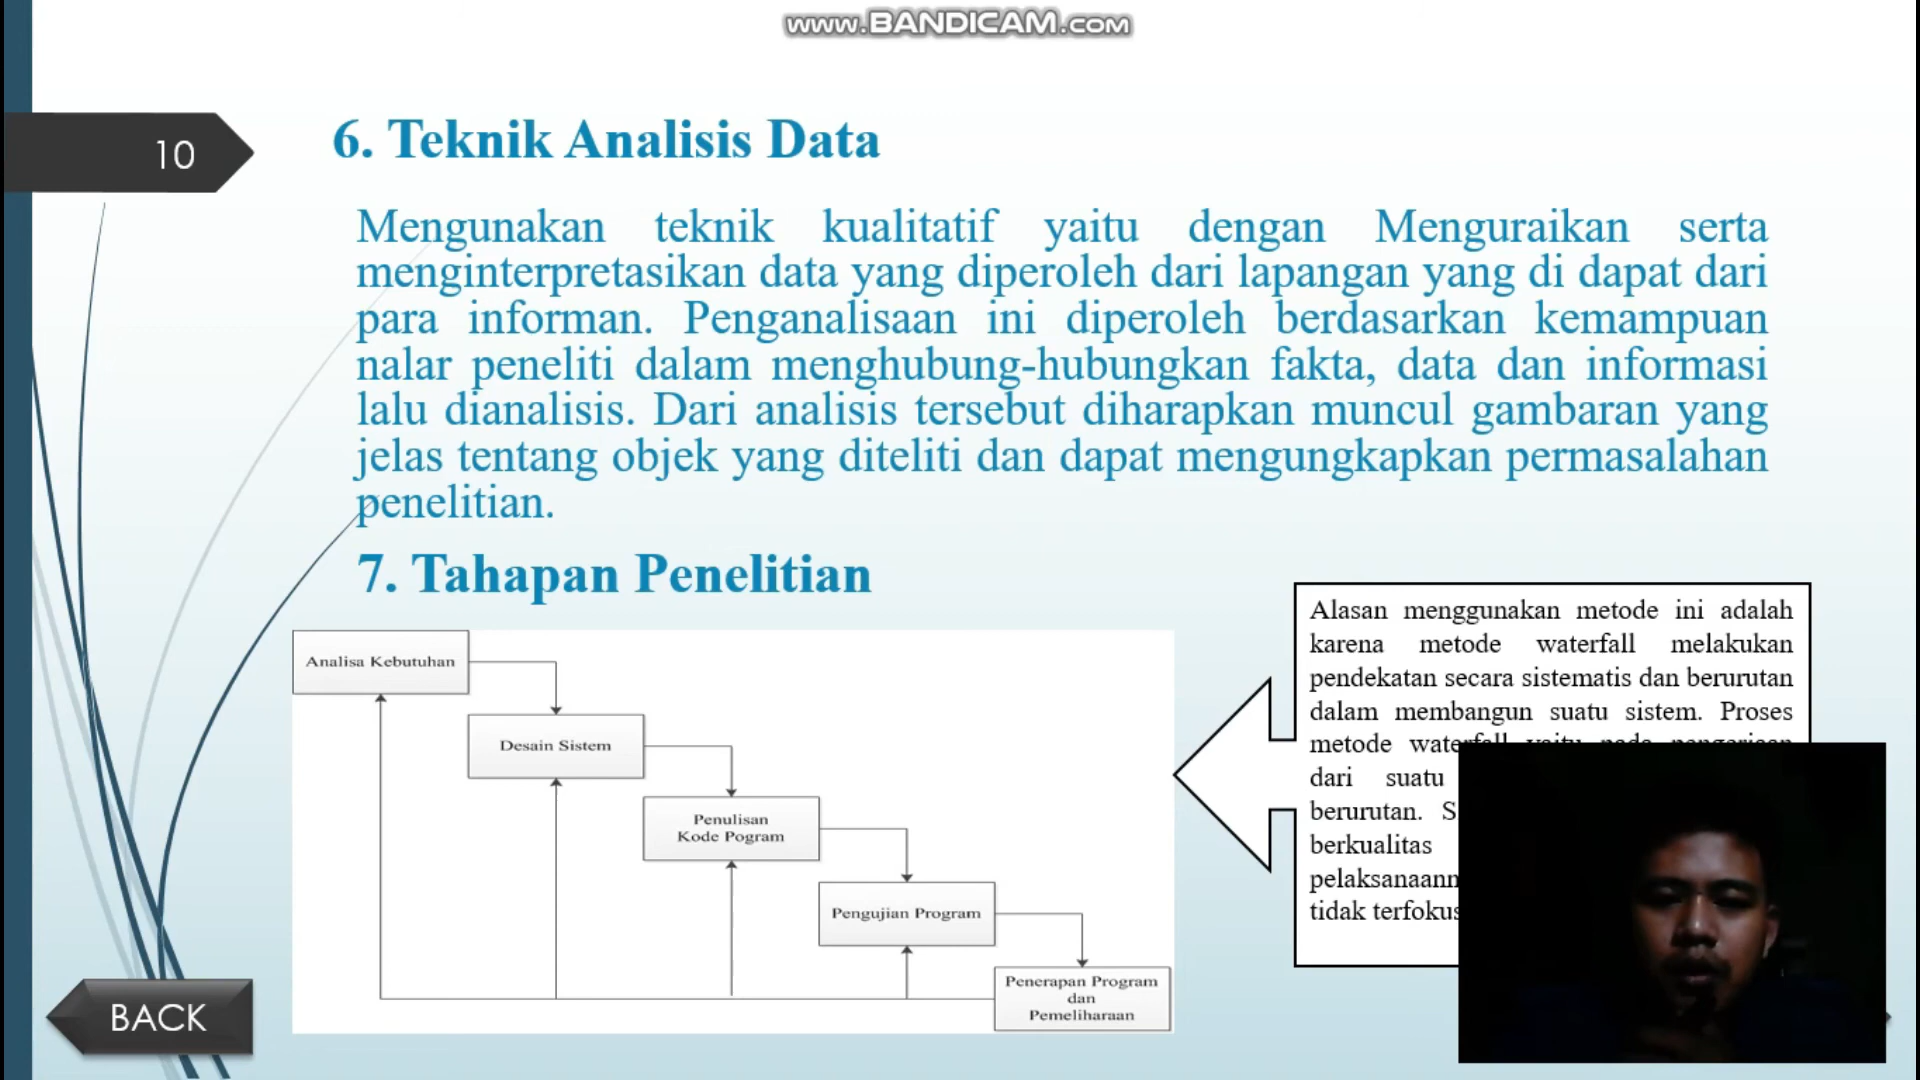 www.BANDICAM.com
10
6. Teknik Analisis Data
Mengunakan teknik kualitatif yaitu dengan Menguraikan serta
menginterpretasikan data yang diperoleh dari lapangan yang di dapat dari
para informan. Penganalisaan ini diperoleh berdasarkan kemampuan
nalar peneliti dalam menghubung-hubungkan fakta, data dan informasi
lalu dianalisis. Dari analisis tersebut diharapkan muncul gambaran yang
jelas tentang objek yang diteliti dan dapat mengungkapkan permasalahan
penelitian.
7. Tahapan Penelitian
Analisa Kebutuhan
Desain Sistem
Penulisan
Kode Pogram
Pengujian Program
Penerapan Program
dan
Pemeliharaan
Alasan menggunakan metode ini adalah
karena metode waterfall melakukan
pendekatan secara sistematis dan berurutan
dalam membangun suatu sistem. Proses
metode waterfall yaitu pada pengerjaan
dari suatu
berurutan.
berkualitas
tidak
BACK